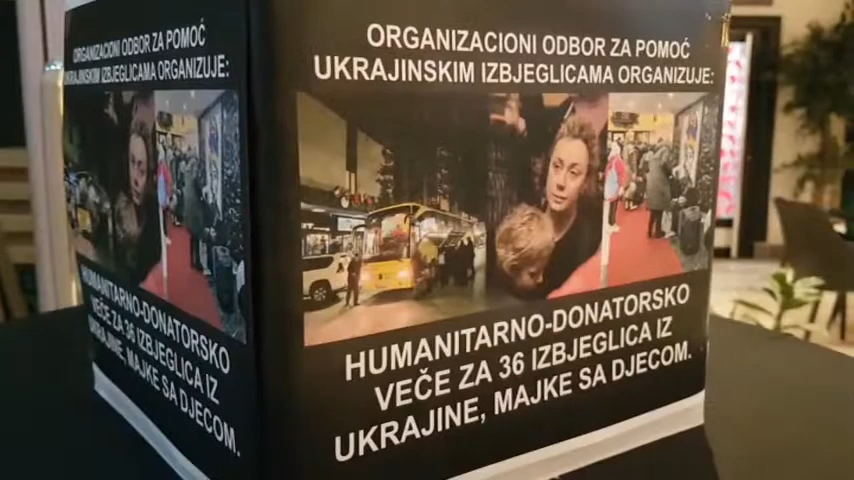 ORGANIZACIONI ODBOR ZA POMOĆ
UKRAJINSKIM IZBJEGLICAMA ORGANIZUJE:
HUMANITARNO-DONATORSKO
VEČE ZA 36 IZBJEGLICA IZ
UKRAJINE, MAJKE SA DJECOM.
ORGANIZACIONI ODBOR ZA POMOĆ
UKRAJINSKIM IZBJEGLICAMA ORGANIZUJE:
HUMANITARNO-DONATORSKO
VEČE ZA 36 IZBJEGLICA IZ
UKRAJINE, MAJKE SA DJECOM.